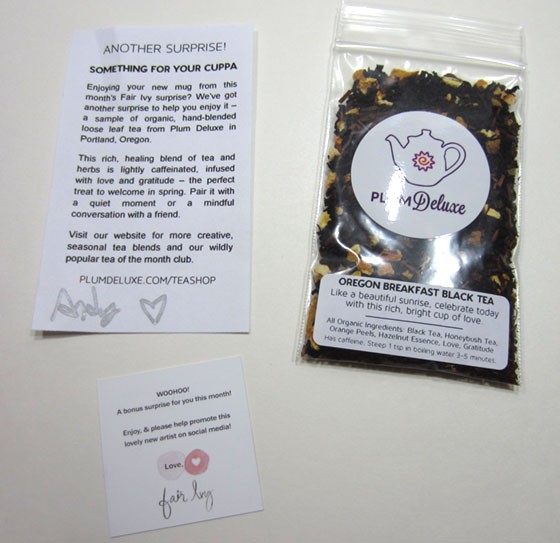 ANOTHER SURPRISE!
SOMETHING FOR YOUR CUPPA
Enjoying your new mug from this
month's Fair Ivy surprise? We've got
another surprise to help you enjoy it –
a sample of organic, hand-blended
loose leaf tea from Plum Deluxe in
Portland, Oregon.
This rich, healing blend of tea and
herbs is lightly caffeinated, infused
with love and gratitude – the perfect
treat to welcome in spring. Pair it with
a quiet moment or a mindful
conversation with a friend.
Visit our website for more creative,
seasonal tea blends and our wildly
popular tea of the month club.
PLUMDELUXE.COM/TEASHOP
Andy
PLUM Deluxe
OREGON BREAKFAST BLACK TEA
Like a beautiful sunrise, celebrate today
with this rich, bright cup of love.
All Organic Ingredients: Black Tea, Honeybush Tea,
Orange Peels, Hazelnut Essence, Love, Gratitude
Has caffeine. Steep 1 tsp in boiling water 3-5 minutes.
WOOHOO!
A bonus surprise for you this month!
Enjoy, & please help promote this
lovely new artist on social media!
Love,
fair Ivy